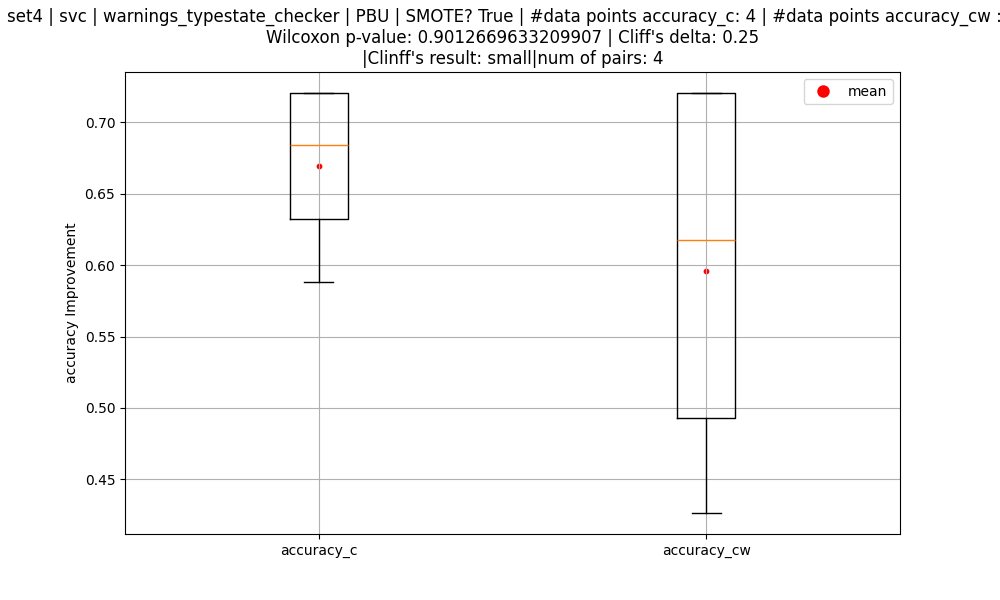 set4 | svc | warnings_typestate_checker | PBU | SMOTE? True | #data points accuracy_c: 4 | #data points accuracy_cw :
Wilcoxon p-value: 0.9012669633209907 | Cliff's delta: 0.25
|Clinff's result: small|num of pairs: 4
mean
0.70
0.65
0.60
0.55
0.50
0.45
accuracy Improvement
accuracy_c
accuracy_cw